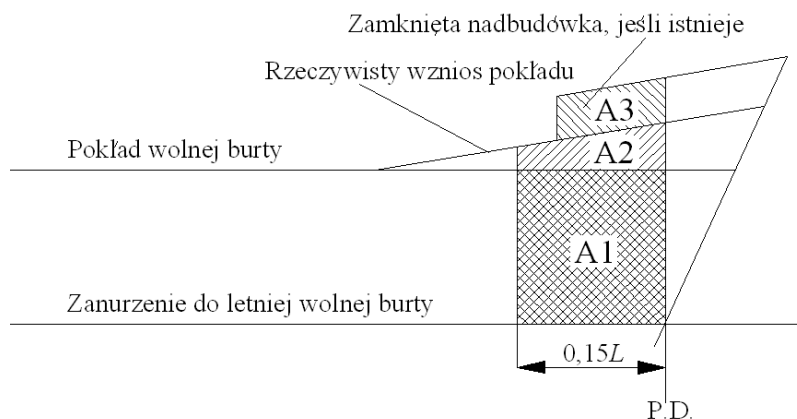 Zamknięta nadbudówka, jeśli istnieje
Rzeczywisty wznios pokładu
A3
Pokład wolnej burty
A2
A1
Zanurzenie do letniej wolnej burty
0,15L
P.D.